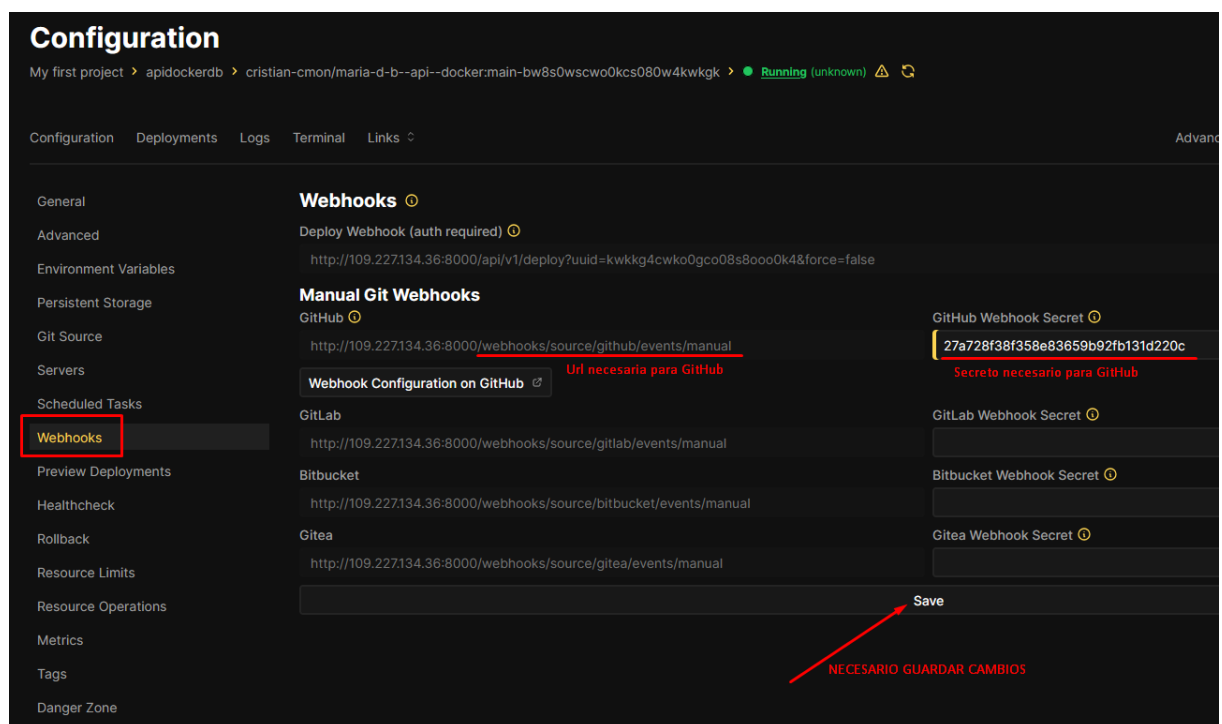 Configuration
My first project > apidockerdb > cristian-cmon/maria-d-b--api--docker:main-bw8s0wscwo0kcs080w4kwkgk > Running (unknown)
Configuration Deployments Logs Terminal Links Advanc
General
Advanced
Environment Variables
Persistent Storage
Git Source
Servers
Scheduled Tasks
Webhooks
Preview Deployments
Healthcheck
Rollback
Resource Limits
Resource Operations
Metrics
Tags
Danger Zone
Webhooks
Deploy Webhook (auth required)
http://109.227.134.36:8000/api/v1/deploy?uuid=kwkkg4cwko0gco08s8ooo0k4&force=false
Manual Git Webhooks
GitHub
http://109.227.134.36:8000/webhooks/source/github/events/manual
Url necesaria para GitHub
GitHub Webhook Secret
27a728f38f358e83659b92fb131d220c
Secreto necesario para GitHub
Webhook Configuration on GitHub
GitLab
http://109.227.134.36:8000/webhooks/source/gitlab/events/manual
GitLab Webhook Secret
Bitbucket
http://109.227.134.36:8000/webhooks/source/bitbucket/events/manual
Bitbucket Webhook Secret
Gitea
http://109.227.134.36:8000/webhooks/source/gitea/events/manual
Gitea Webhook Secret
Save
NECESARIO GUARDAR CAMBIOS